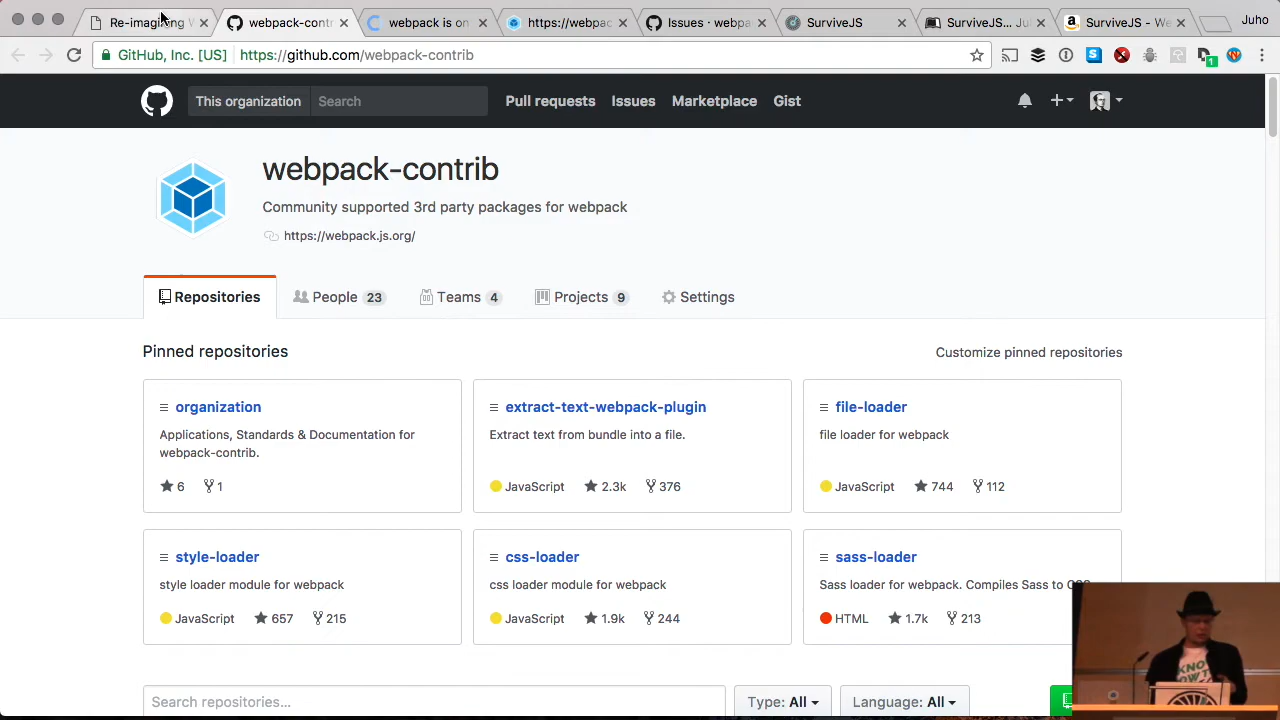 Re-imagining W
webpack-cont
webpack is on
https://webpac
Issues · webpa
SurviveJS
SurviveJS… Ju
SurviveJS - We
Juho
GitHub, Inc. [US] https://github.com/webpack-contrib
1
This organization Search Pull requests Issues Marketplace Gist
webpack-contrib
Community supported 3rd party packages for webpack
https://webpack.js.org/
Repositories People 23 Teams 4 Projects 9 Settings
Pinned repositories Customize pinned repositories
organization
Applications, Standards & Documentation for
webpack-contrib.
6 1
extract-text-webpack-plugin
Extract text from bundle into a file.
JavaScript 2.3k 376
file-loader
file loader for webpack
JavaScript 744 112
style-loader
style loader module for webpack
JavaScript 657 215
css-loader
css loader module for webpack
JavaScript 1.9k 244
sass-loader
Sass loader for webpack. Compiles Sass to CSS
HTML 1.7k 213
Search repositories… Type: All Language: All